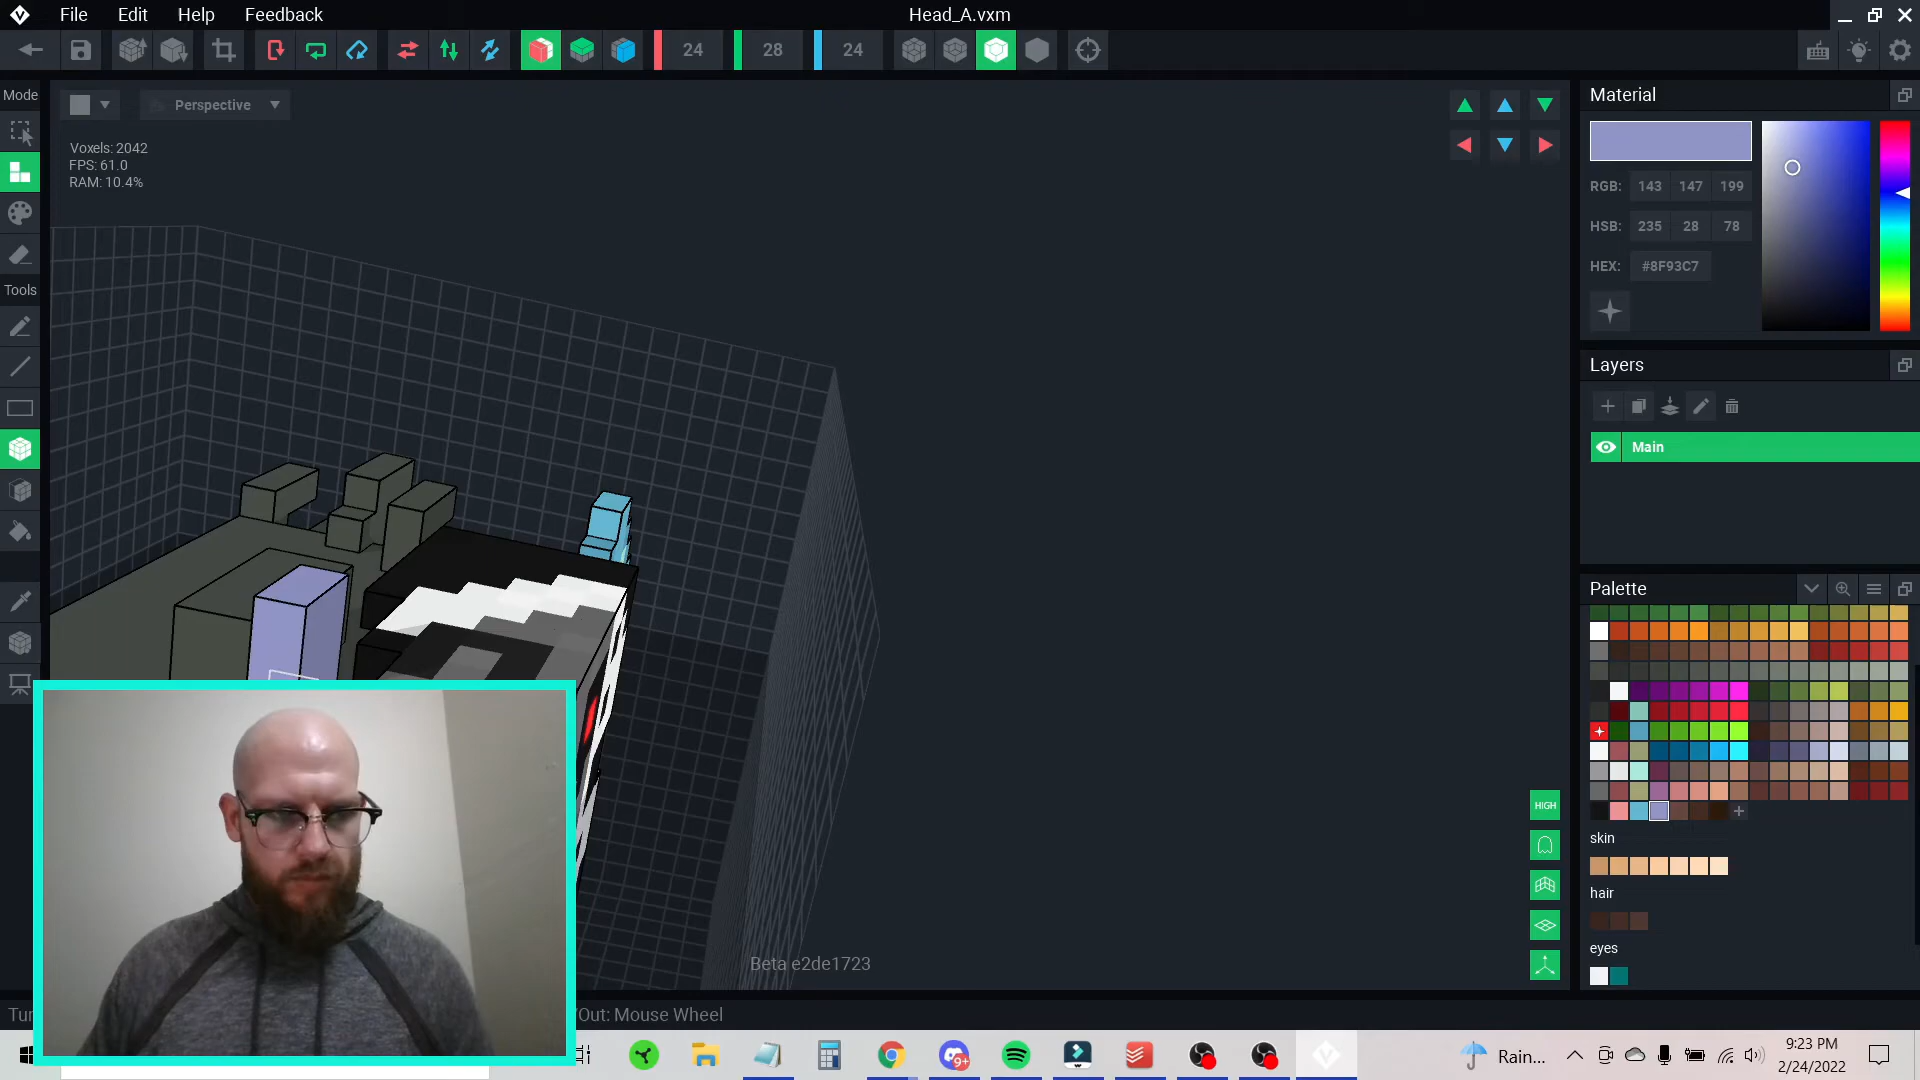 File Edit Help Feedback Head_A.vxm
24 28 24
Mode
Perspective
Voxels: 2042
FPS: 61.0
RAM: 10.4%
Tools
Material
RGB: 143 147 199
HSB: 235 28 78
HEX: #8F93C7
Layers
Main
Palette
HIGH
skin
hair
eyes
Beta e2de1723
Tur
/Out: Mouse Wheel
9+
Rain...
9:23 PM
2/24/2022